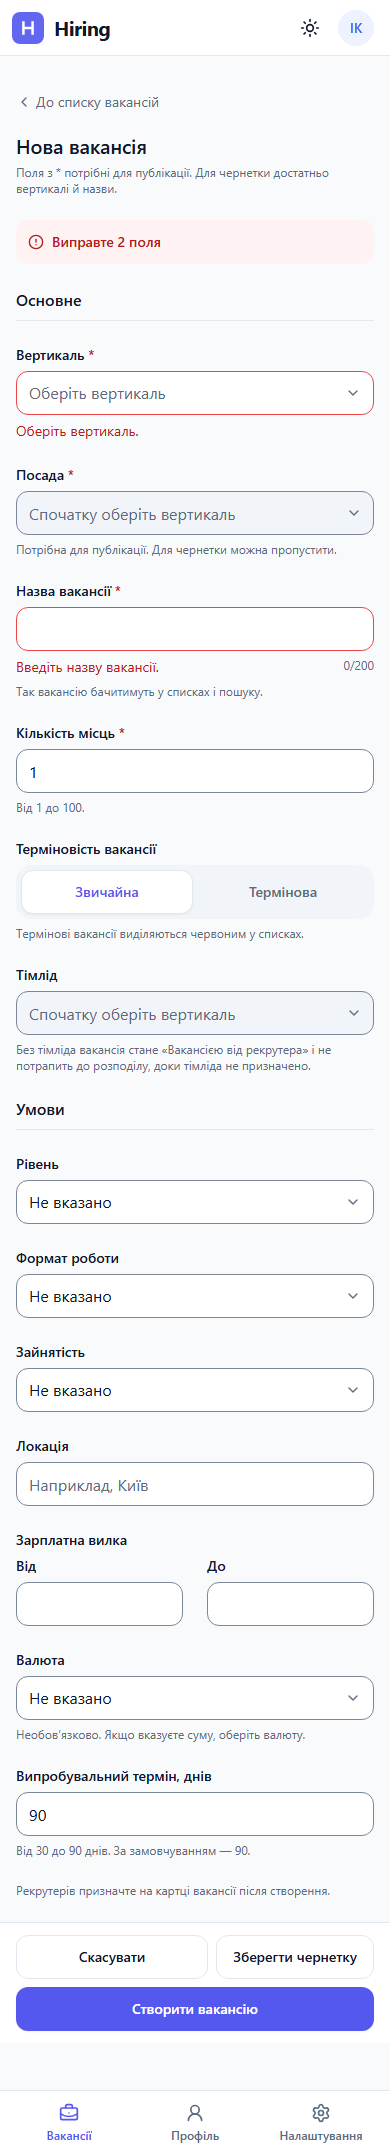 H Hiring
ІК
До списку вакансій
Нова вакансія
Поля з * потрібні для публікації. Для чернетки достатньо
вертикалі й назви.
Виправте 2 поля
Основне
Вертикаль *
Оберіть вертикаль
Оберіть вертикаль.
Посада *
Спочатку оберіть вертикаль
Потрібна для публікації. Для чернетки можна пропустити.
Назва вакансії *
Введіть назву вакансії.
0/200
Так вакансію бачитимуть у списках і пошуку.
Кількість місць *
1
Від 1 до 100.
Терміновість вакансії
Звичайна
Термінова
Термінові вакансії виділяються червоним у списках.
Тімлід
Спочатку оберіть вертикаль
Без тімліда вакансія стане «Вакансією від рекрутера» і не
потрапить до розподілу, доки тімліда не призначено.
Умови
Рівень
Не вказано
Формат роботи
Не вказано
Зайнятість
Не вказано
Локація
Наприклад, Київ
Зарплатна вилка
Від
До
Валюта
Не вказано
Необов'язково. Якщо вказуєте суму, оберіть валюту.
Випробувальний термін, днів
90
Від 30 до 90 днів. За замовчуванням — 90.
Рекрутерів призначте на картці вакансії після створення.
Скасувати
Зберегти чернетку
Створити вакансію
Вакансії
Профіль
Налаштування